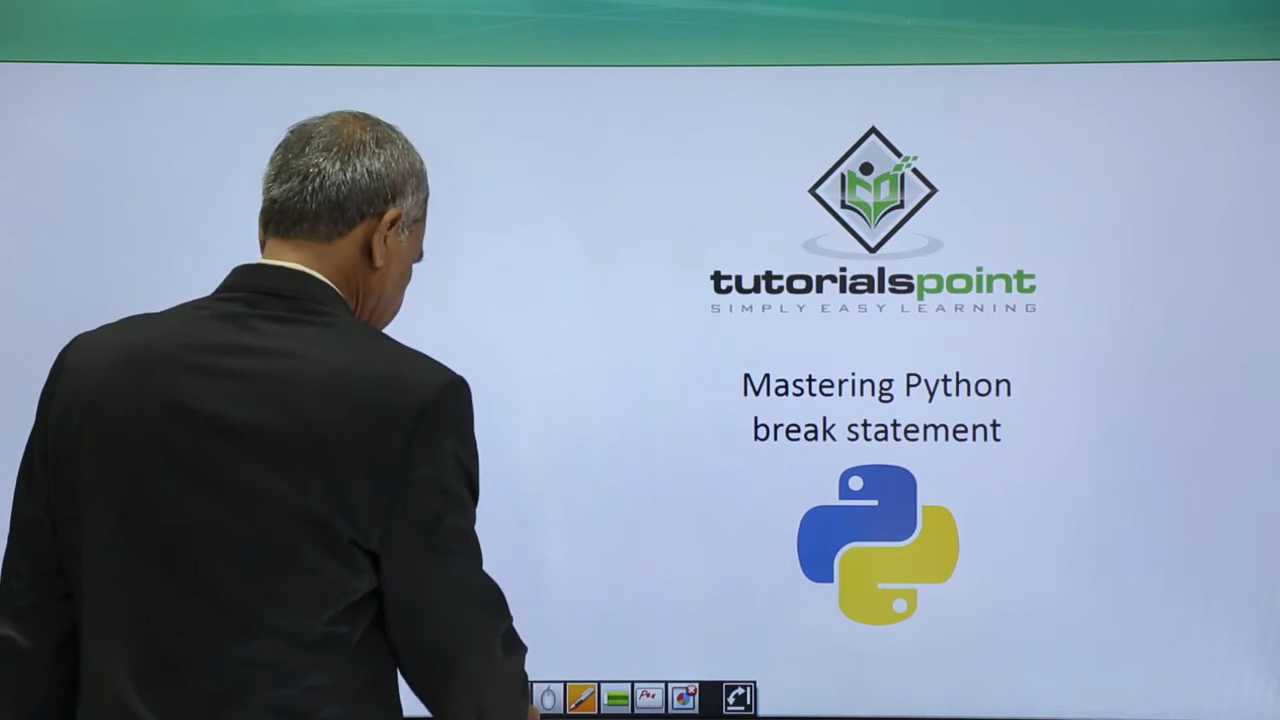 tutorialspoint
SIMPLY EASY LEARNING
Mastering Python
break statement